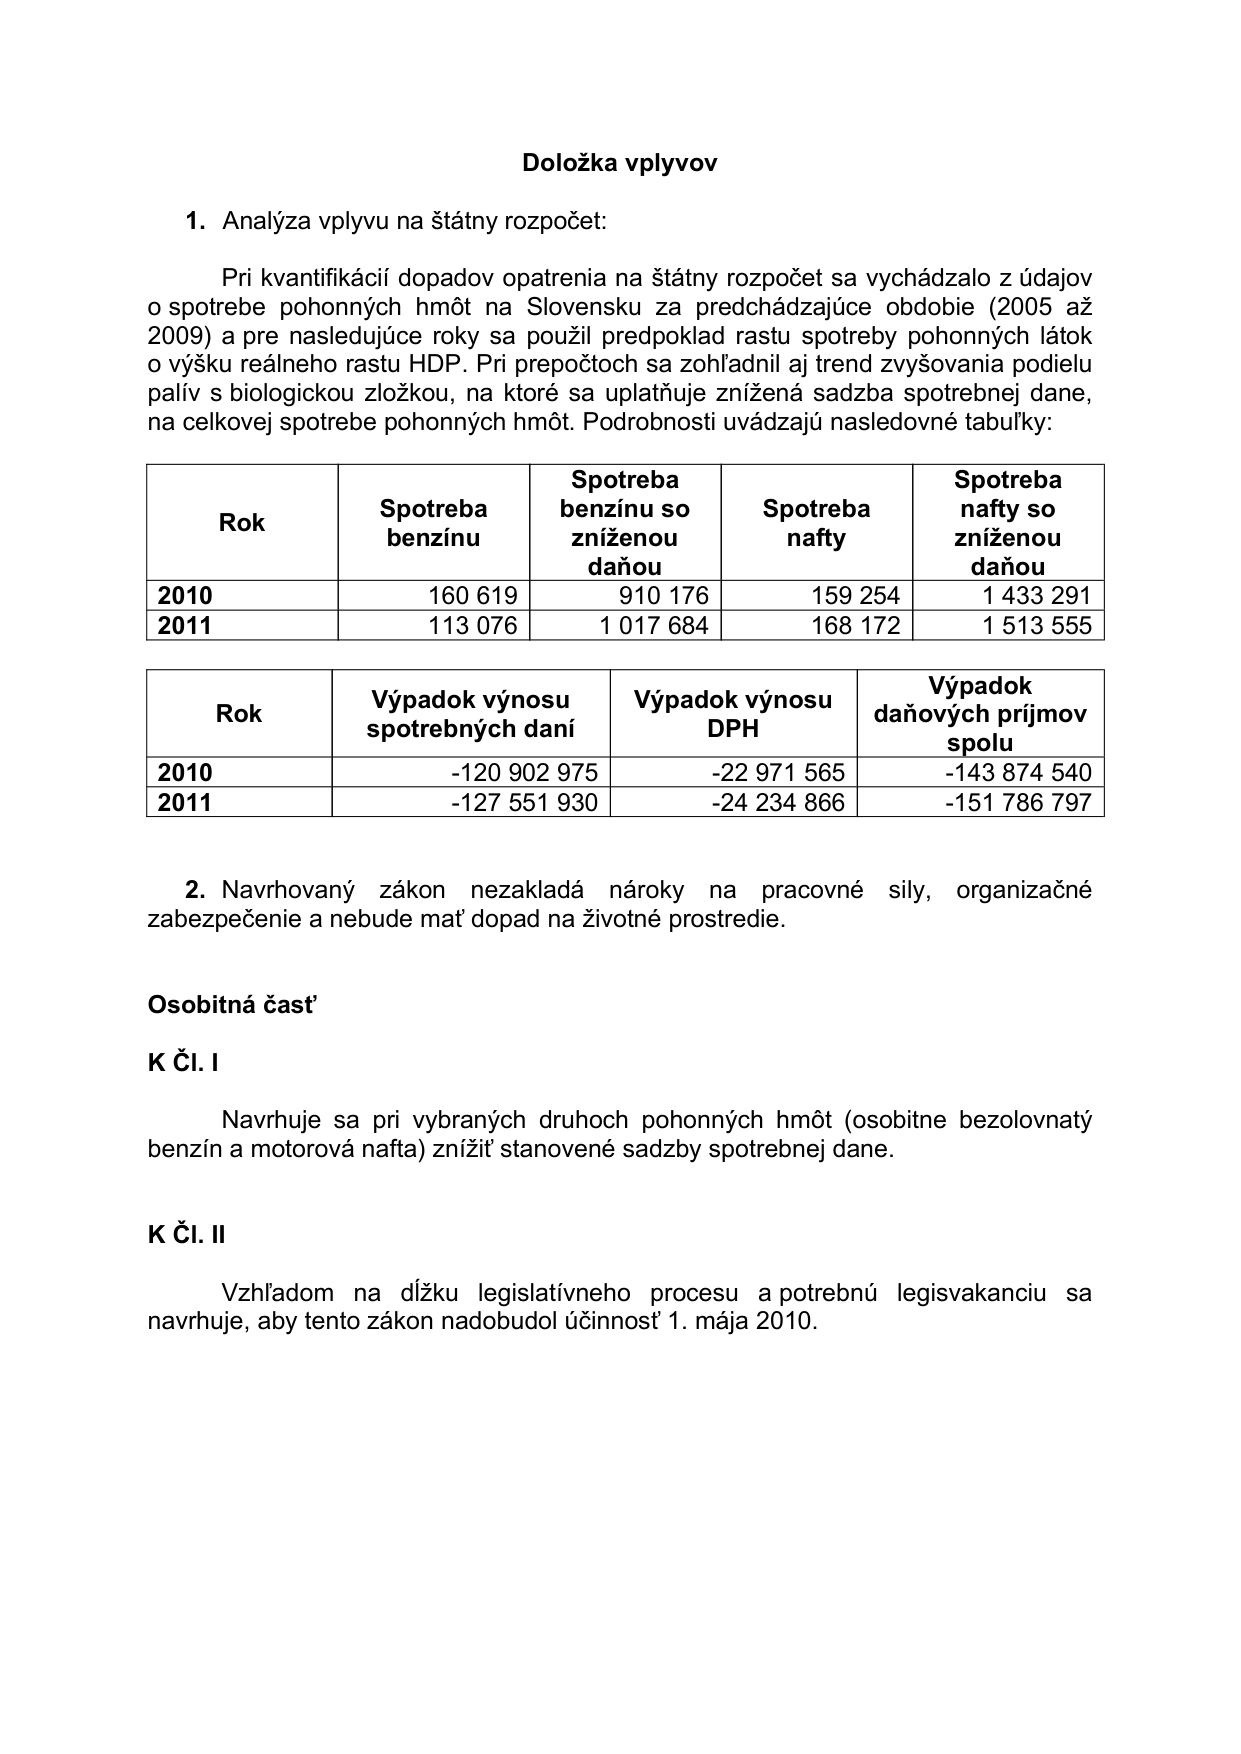 Doložka vplyvov
1. Analýza vplyvu na štátny rozpočet:
Pri kvantifikácií dopadov opatrenia na štátny rozpočet sa vychádzalo z údajov
o spotrebe pohonných hmôt na Slovensku za predchádzajúce obdobie (2005 až
2009) a pre nasledujúce roky sa použil predpoklad rastu spotreby pohonných látok
o výšku reálneho rastu HDP. Pri prepočtoch sa zohľadnil aj trend zvyšovania podielu
palív s biologickou zložkou, na ktoré sa uplatňuje znížená sadzba spotrebnej dane,
na celkovej spotrebe pohonných hmôt. Podrobnosti uvádzajú nasledovné tabuľky:
Rok
Spotreba
benzínu
Spotreba
benzínu so
zníženou
daňou
Spotreba
nafty
Spotreba
nafty so
zníženou
daňou
2010 160 619 910 176 159 254 1 433 291
2011 113 076 1 017 684 168 172 1 513 555
Rok
Výpadok výnosu
spotrebných daní
Výpadok výnosu
DPH
Výpadok
daňových príjmov
spolu
2010 -120 902 975 -22 971 565 -143 874 540
2011 -127 551 930 -24 234 866 -151 786 797
2. Navrhovaný zákon nezakladá nároky na pracovné sily, organizačné
zabezpečenie a nebude mať dopad na životné prostredie.
Osobitná časť
K Čl. I
Navrhuje sa pri vybraných druhoch pohonných hmôt (osobitne bezolovnatý
benzín a motorová nafta) znížiť stanovené sadzby spotrebnej dane.
K Čl. II
Vzhľadom na dĺžku legislatívneho procesu a potrebnú legisvakanciu sa
navrhuje, aby tento zákon nadobudol účinnosť 1. mája 2010.